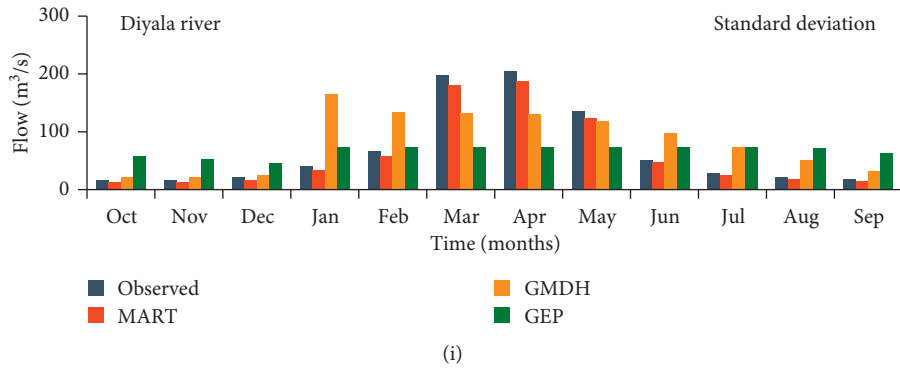 Diyala river
Standard deviation
Flow (m³/s)
300
200
100
0
Oct Nov Dec Jan Feb Mar Apr May Jun Jul Aug Sep
Time (months)
Observed GMDH
MART GEP
(i)